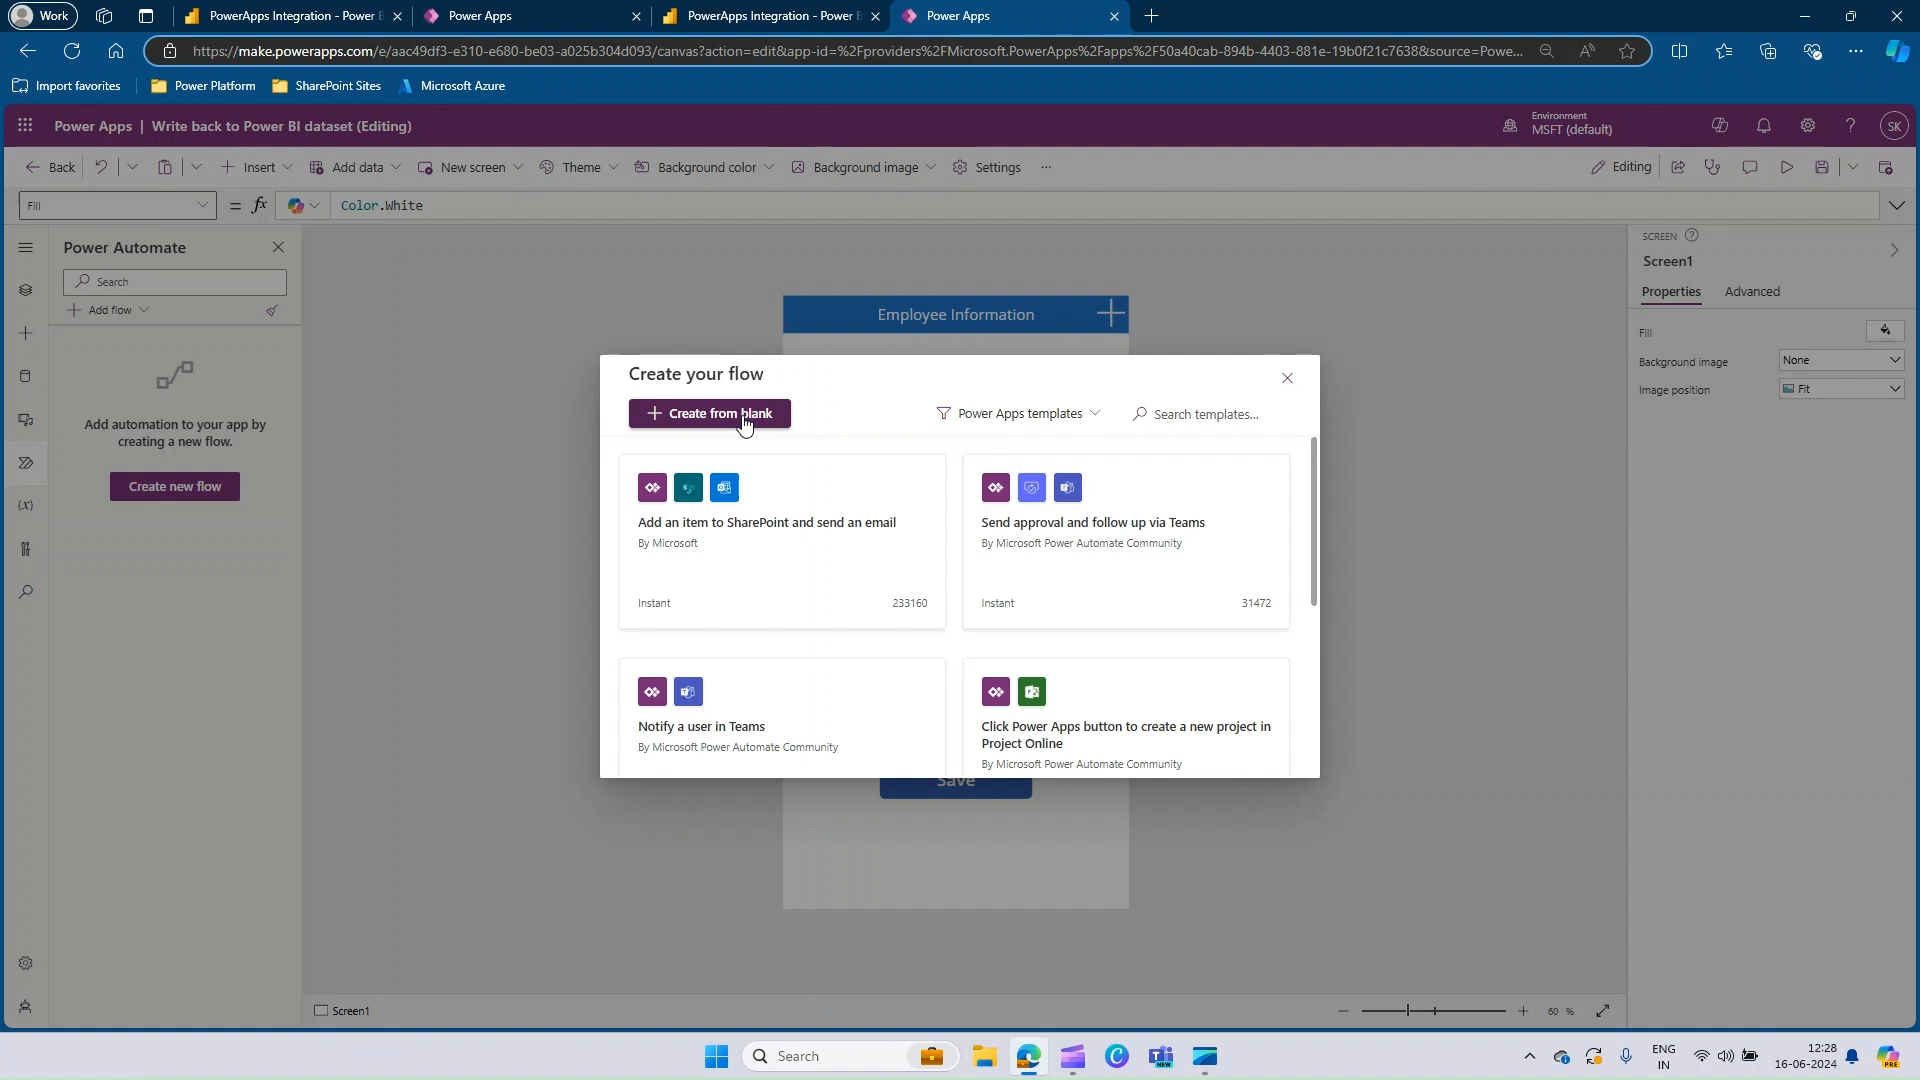 Work
PowerApps Integration - Power B
Power Apps
PowerApps Integration - Power B
Power Apps
https://make.powerapps.com/e/aac49df3-e310-e680-be03-a025b304d093/canvas?action=edit&app-id=%2Fproviders%2FMicrosoft.PowerApps%2Fapps%2F50a40cab-894b-4403-881e-19b0f21c7638&source=Powe...
Import favorites
Power Platform
SharePoint Sites
Microsoft Azure
Power Apps | Write back to Power BI dataset (Editing)
Environment
MSFT (default)
SK
Back
Insert
Add data
New screen
Theme
Background color
Background image
Settings
...
Editing
Fill
= fx
Color.White
Power Automate
Search
Add flow
Add automation to your app by
creating a new flow.
Create new flow
(x)
Employee Information
Create your flow
Create from blank
Power Apps templates
Search templates...
Add an item to SharePoint and send an email
By Microsoft
Instant
233160
Send approval and follow up via Teams
By Microsoft Power Automate Community
Instant
31472
Notify a user in Teams
By Microsoft Power Automate Community
Click Power Apps button to create a new project in
Project Online
By Microsoft Power Automate Community
Save
SCREEN
Screen1
Properties
Advanced
Fill
Background image
None
Image position
Fit
Screen1
60 %
Search
ENG
IN
12:28
16-06-2024